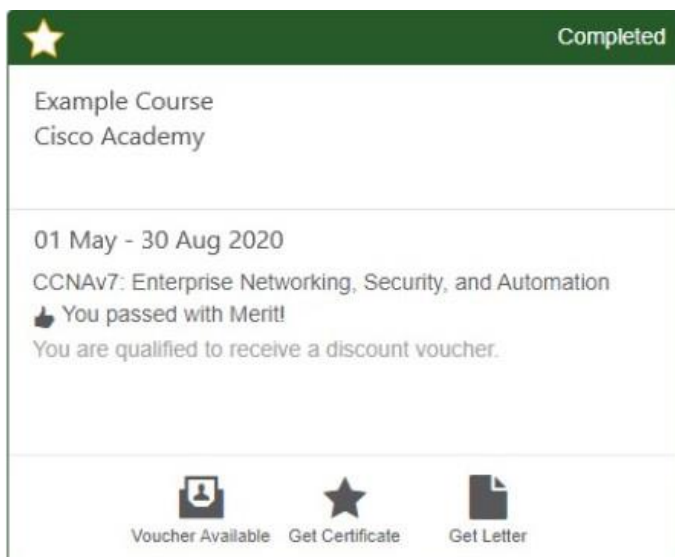 Completed
Example Course
Cisco Academy
01 May - 30 Aug 2020
CCNAv7: Enterprise Networking, Security, and Automation
You passed with Merit!
You are qualified to receive a discount voucher.
Voucher Available Get Certificate Get Letter